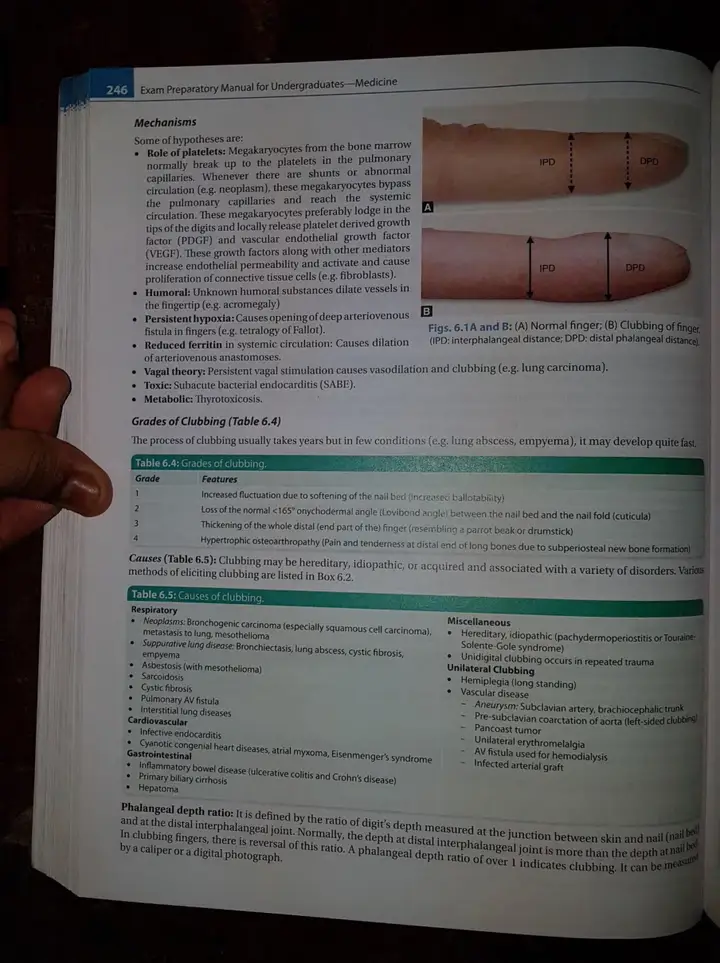 246 Exam Preparatory Manual for Undergraduates—Medicine
Mechanisms
Some of hypotheses are:
• Role of platelets: Megakaryocytes from the bone marrow
normally break up to the platelets in the pulmonary
capillaries. Whenever there are shunts or abnormal
circulation (e.g. neoplasm), these megakaryocytes bypass
the pulmonary capillaries and reach the systemic
circulation. These megakaryocytes preferably lodge in the
tips of the digits and locally release platelet derived growth
factor (PDGF) and vascular endothelial growth factor
(VEGF). These growth factors along with other mediators
increase endothelial permeability and activate and cause
proliferation of connective tissue cells (e.g. fibroblasts).
• Humoral: Unknown humoral substances dilate vessels in
the fingertip (e.g. acromegaly)
• Persistent hypoxia: Causes opening of deep arteriovenous
fistula in fingers (e.g. tetralogy of Fallot).
• Reduced ferritin in systemic circulation: Causes dilation
of arteriovenous anastomoses.
IPD
DPD
A
IPD
DPD
B
Figs. 6.1A and B: (A) Normal finger; (B) Clubbing of finger
(IPD: interphalangeal distance; DPD: distal phalangeal distance).
• Vagal theory: Persistent vagal stimulation causes vasodilation and clubbing (e.g. lung carcinoma).
• Toxic: Subacute bacterial endocarditis (SABE).
• Metabolic: Thyrotoxicosis.
Grades of Clubbing (Table 6.4)
The process of clubbing usually takes years but in few conditions (e.g. lung abscess, empyema), it may develop quite fast.
Table 6.4: Grades of clubbing.
Grade Features
1 Increased fluctuation due to softening of the nail bed (increased ballotability)
2 Loss of the normal <165° onychodermal angle (Lovibond angle) between the nail bed and the nail fold (cuticula)
3 Thickening of the whole distal (end part of the) finger (resembling a parrot beak or drumstick)
4 Hypertrophic osteoarthropathy (Pain and tenderness at distal end of long bones due to subperiosteal new bone formation)
Causes (Table 6.5): Clubbing may be hereditary, idiopathic, or acquired and associated with a variety of disorders. Various
methods of eliciting clubbing are listed in Box 6.2.
Table 6.5: Causes of clubbing.
Respiratory
• Neoplasms: Bronchogenic carcinoma (especially squamous cell carcinoma),
metastasis to lung, mesothelioma
• Suppurative lung disease: Bronchiectasis, lung abscess, cystic fibrosis,
empyema
• Asbestosis (with mesothelioma)
• Sarcoidosis
• Cystic fibrosis
• Pulmonary AV fistula
• Interstitial lung diseases
Cardiovascular
• Infective endocarditis
• Cyanotic congenital heart diseases, atrial myxoma, Eisenmenger's syndrome
Gastrointestinal
• Inflammatory bowel disease (ulcerative colitis and Crohn's disease)
• Primary biliary cirrhosis
• Hepatoma
Miscellaneous
• Hereditary, idiopathic (pachydermoperiostitis or Touraine-
Solente-Gole syndrome)
• Unidigital clubbing occurs in repeated trauma
Unilateral Clubbing
• Hemiplegia (long standing)
• Vascular disease
– Aneurysm: Subclavian artery, brachiocephalic trunk
– Pre-subclavian coarctation of aorta (left-sided clubbing)
– Pancoast tumor
– Unilateral erythromelalgia
– AV fistula used for hemodialysis
– Infected arterial graft
Phalangeal depth ratio: It is defined by the ratio of digit's depth measured at the junction between skin and nail (nail bed)
and at the distal interphalangeal joint. Normally, the depth at distal interphalangeal joint is more than the depth at nail bed
In clubbing fingers, there is reversal of this ratio. A phalangeal depth ratio of over 1 indicates clubbing. It can be measured
by a caliper or a digital photograph.